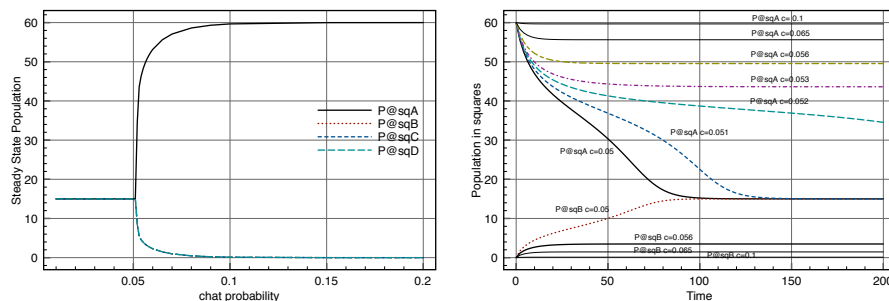 Steady State Population
60
50
40
30
20
10
0
0.05
0.1
0.15
0.2
chat probability
P@sqA
P@sqB
P@sqC
P@sqD
Population in squares
60
50
40
30
20
10
0
0
50
100
150
200
Time
P@sqA c= 0.1
P@sqA c=0.065
P@sqA c=0.056
P@sqA c=0.053
P@sqA c=0.052
P@sqA c=0.051
P@sqA c=0.05
P@sqB c=0.05
P@sqB c=0.056
P@sqB c=0.065
P@sqB c=0.1